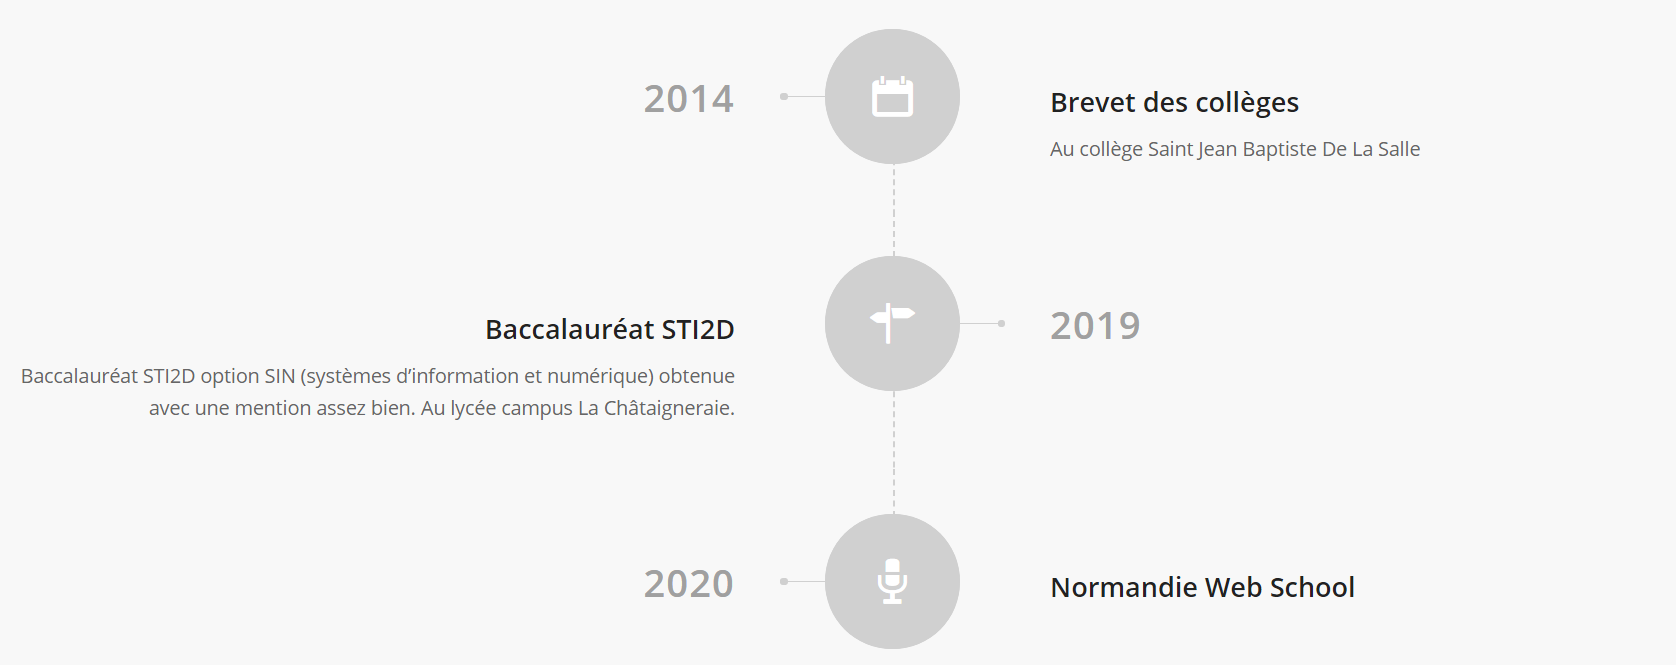 2014
Brevet des collèges
Au collège Saint Jean Baptiste De La Salle
Baccalauréat STI2D
2019
Baccalauréat STI2D option SIN (systèmes d’information et numérique) obtenue
avec une mention assez bien. Au lycée campus La Châtaigneraie.
2020
Normandie Web School